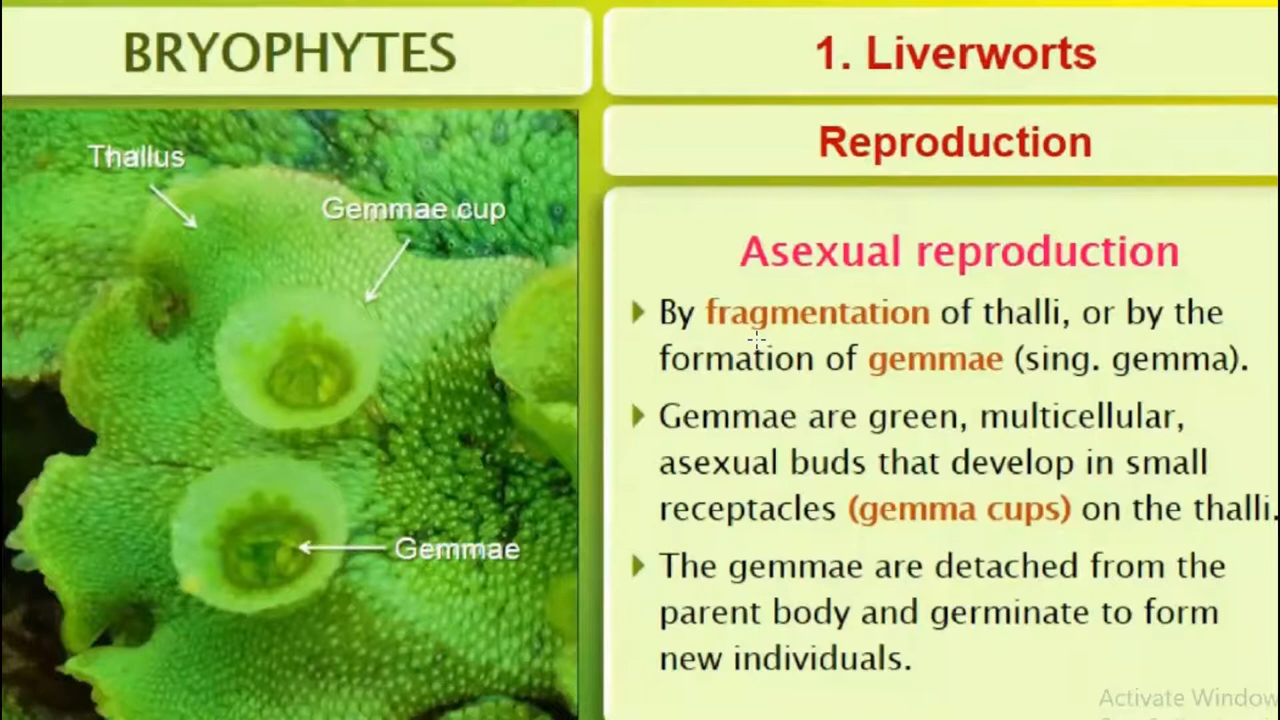 BRYOPHYTES
1. Liverworts
Reproduction
Thallus
Gemmae cup
Gemmae
Asexual reproduction
By fragmentation of thalli, or by the
formation of gemmae (sing. gemma).
Gemmae are green, multicellular,
asexual buds that develop in small
receptacles (gemma cups) on the thalli.
The gemmae are detached from the
parent body and germinate to form
new individuals.
Activate Window